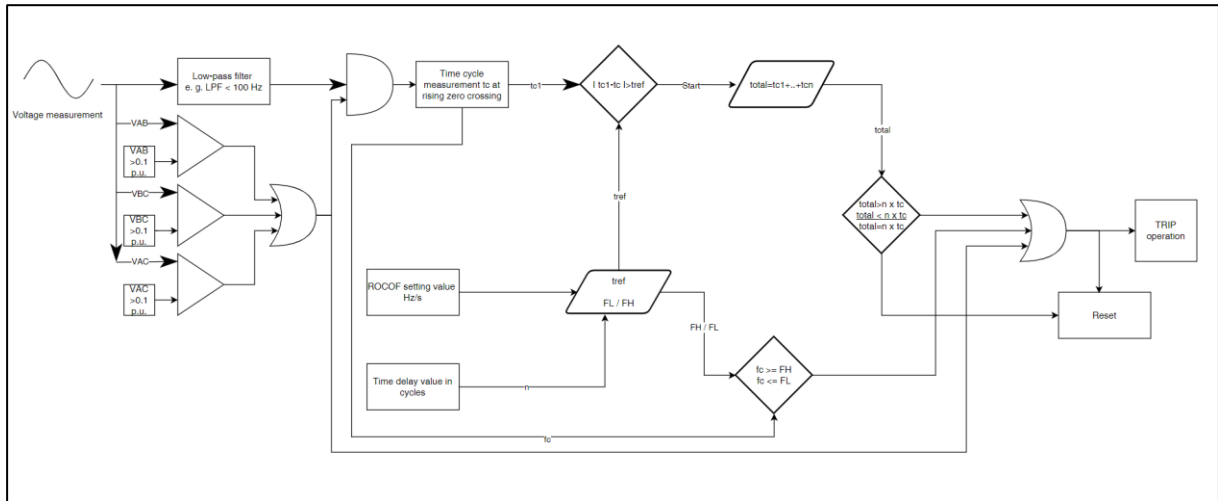 Voltage measurement
Low-pass filter
e. g. LPF < 100 Hz
VAB
VAB
>0.1
p.u.
VBC
VBC
>0.1
p.u.
VAC
VAC
>0.1
p.u.
Time cycle
measurement tc at
rising zero crossing
tc1
I tc1-tc I>tref
Start
total=tc1+..+tcn
total
total>n x tc
total < n x tc
total=n x tc
tref
ROCOF setting value
Hz/s
tref
FL / FH
FH / FL
Time delay value in
cycles
n
fc >= FH
fc <= FL
fc
TRIP
operation
Reset